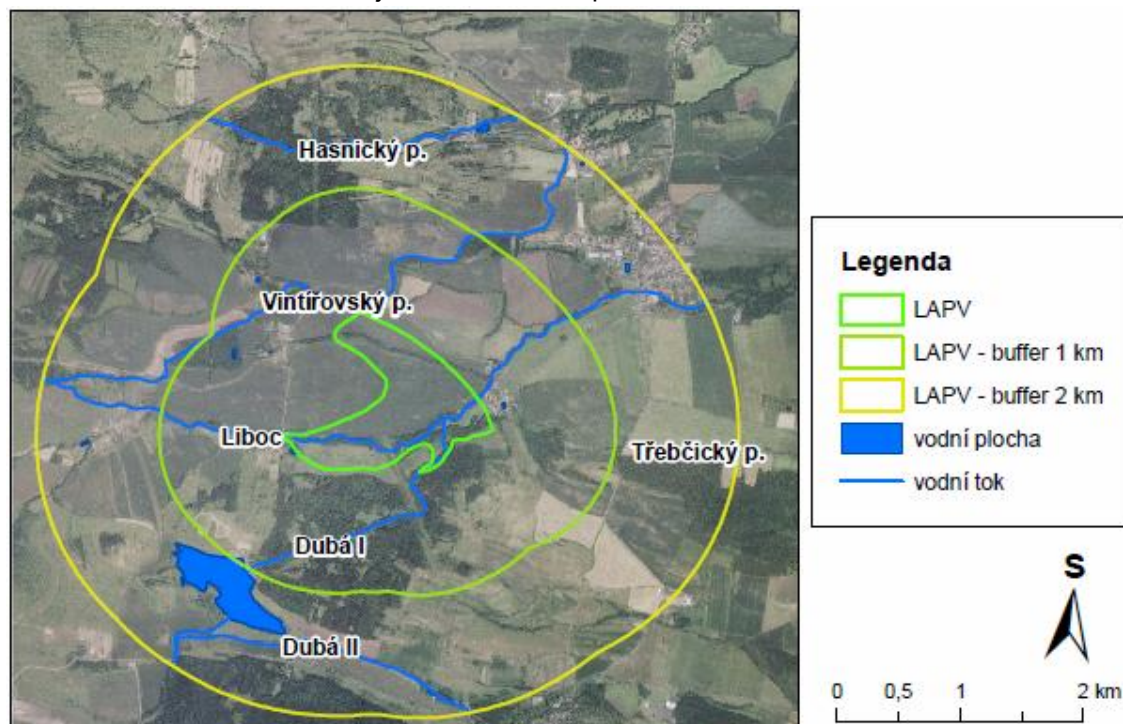 Hasnický p.
Vintířovský p.
Liboc
Třebčický p.
Dubá I
Dubá II
Legenda
LAPV
LAPV - buffer 1 km
LAPV - buffer 2 km
vodní plocha
vodní tok
S
0 0,5 1 2 km